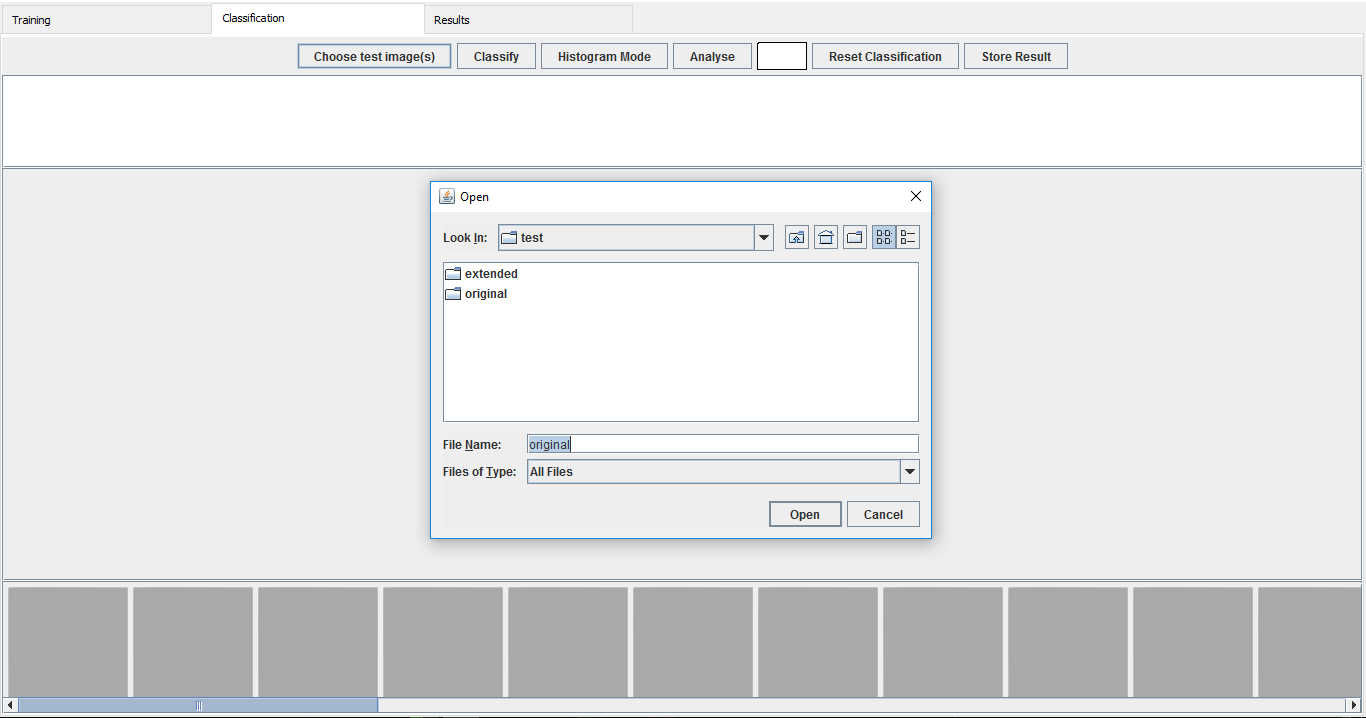 Training Classification Results
Choose test image(s) Classify Histogram Mode Analyse Reset Classification Store Result
Open
Look In: test
extended
original
File Name: original
Files of Type: All Files
Open Cancel